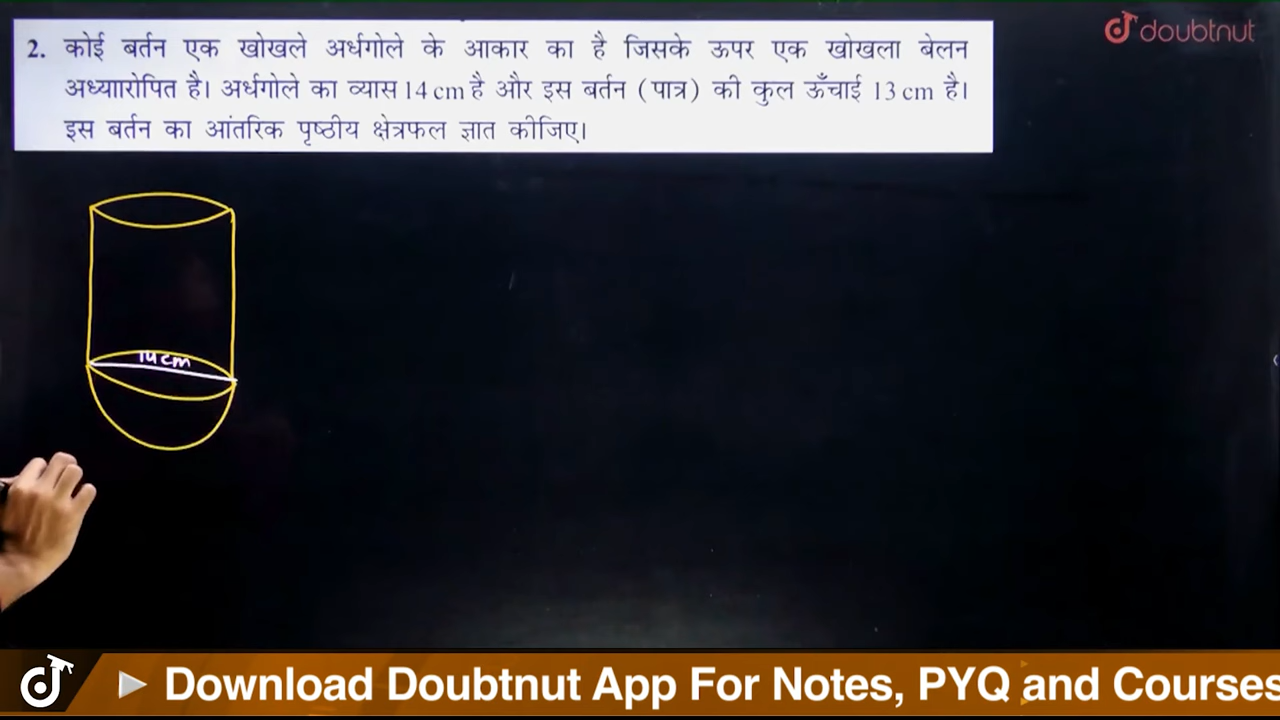 doubtnut
2. कोई बर्तन एक खोखले अर्धगोले के आकार का है जिसके ऊपर एक खोखला बेलन
अध्याारोपित है। अर्धगोले का व्यास 14 cm है और इस बर्तन (पात्र) की कुल ऊँचाई 13 cm है।
इस बर्तन का आंतरिक पृष्ठीय क्षेत्रफल ज्ञात कीजिए।
14 cm
Download Doubtnut App For Notes, PYQ and Courses